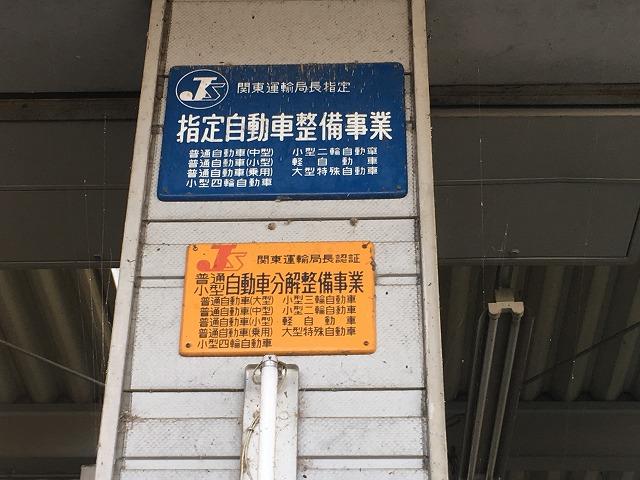 JS 関東運輸局長指定
指定自動車整備事業
普通自動車(中型) 小型二輪自動車
普通自動車(小型) 軽自動車
普通自動車(乗用) 大型特殊自動車
小型四輪自動車
JS 関東運輸局長認証
普通小型自動車分解整備事業
普通自動車(大型) 小型三輪自動車
普通自動車(中型) 小型二輪自動車
普通自動車(小型) 軽自動車
普通自動車(乗用) 大型特殊自動車
小型四輪自動車